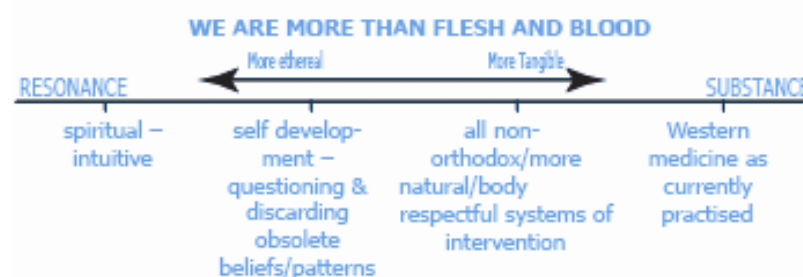 WE ARE MORE THAN FLESH AND BLOOD
More ethereal
More Tangible
RESONANCE
SUBSTANCE
spiritual –
intuitive
self develop-
ment –
questioning &
discarding
obsolete
beliefs/patterns
all non-
orthodox/more
natural/body
respectful systems of
intervention
Western
medicine as
currently
practised